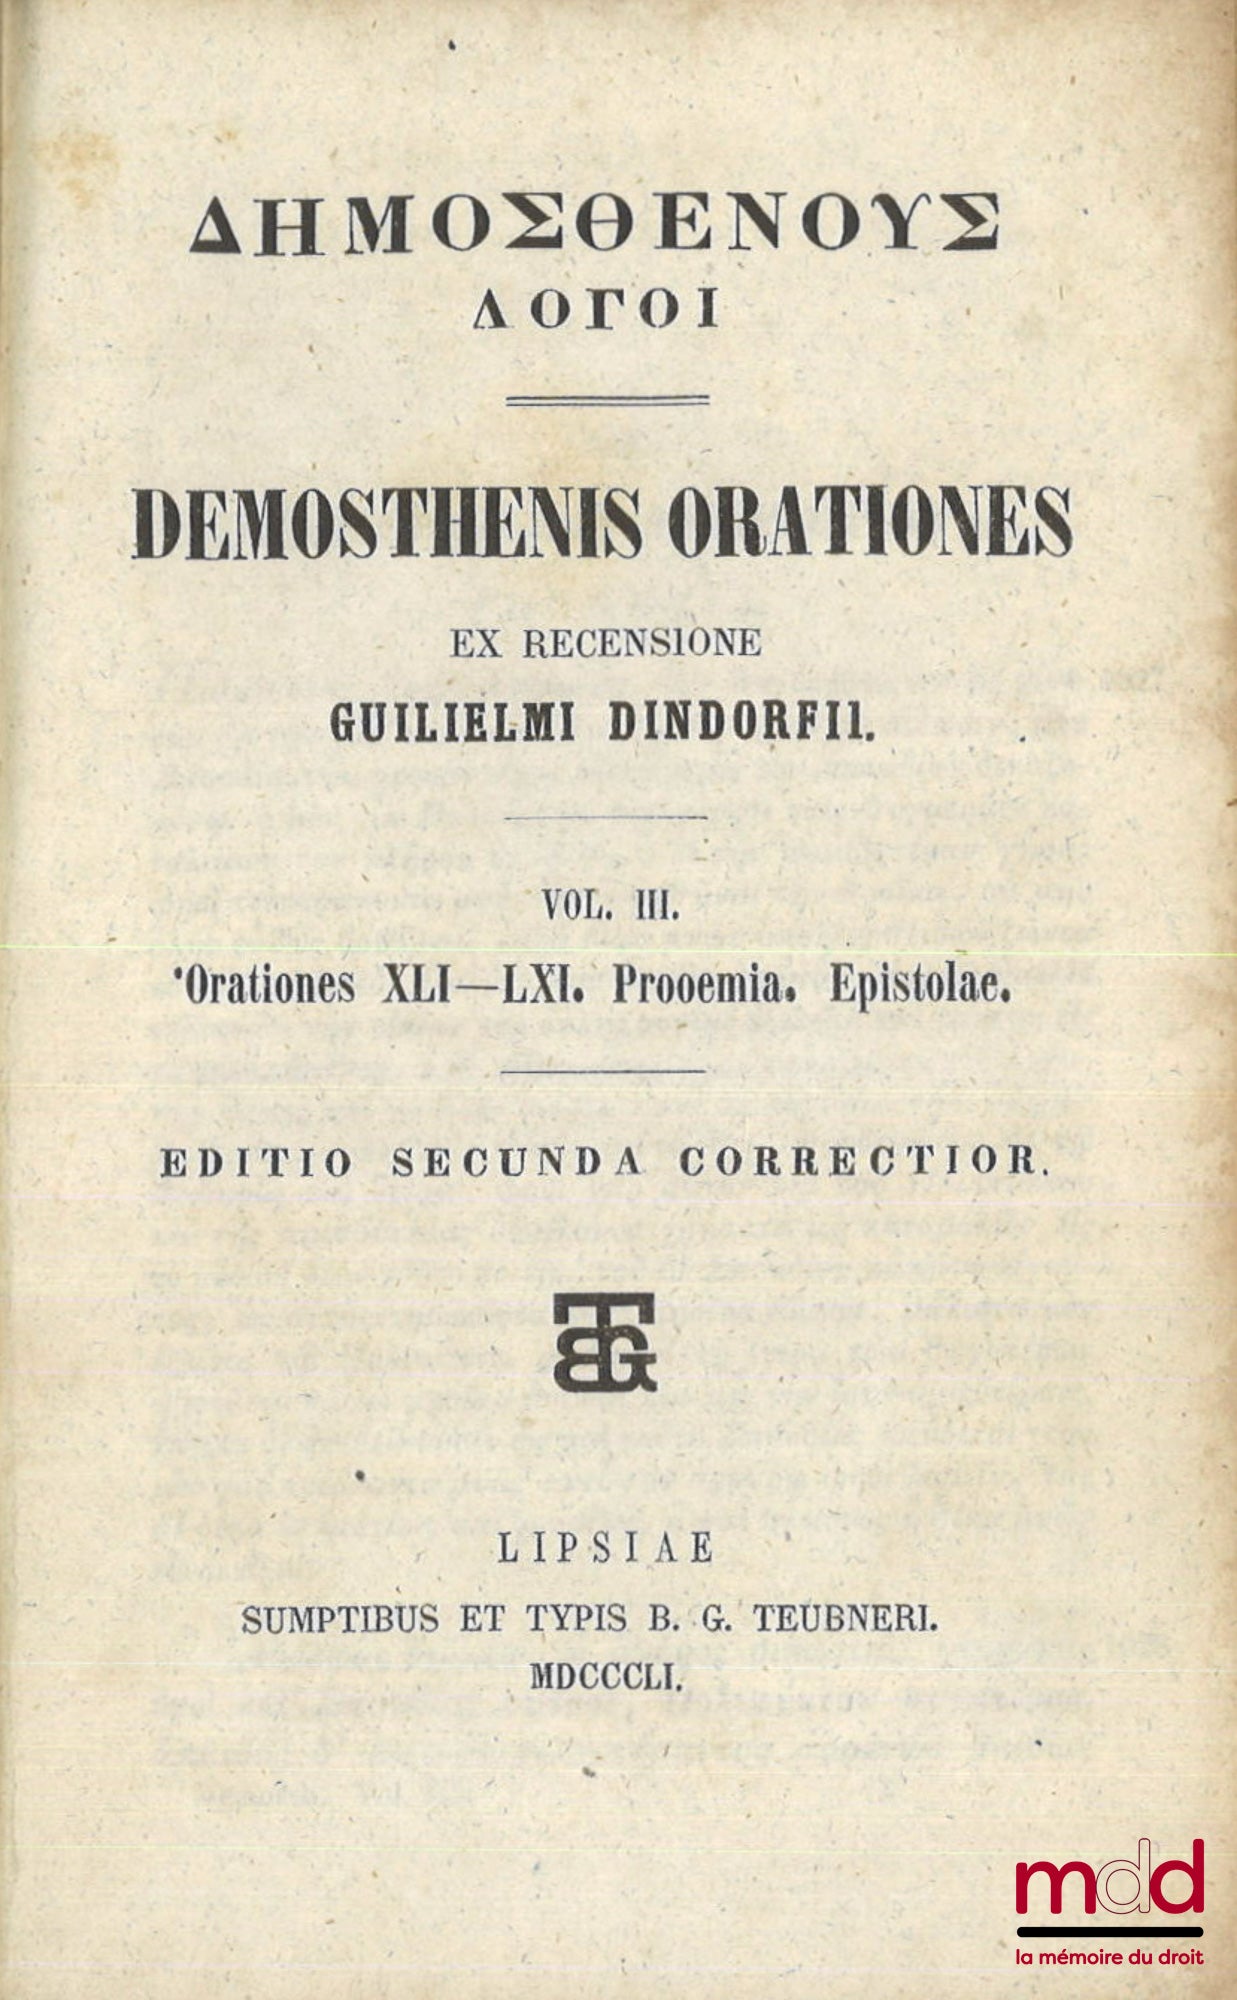 ΔΗΜΟΣΘΕΝΟΥΣ
ΛΟΓΟΙ
DEMOSTHENIS ORATIONES
EX RECENSIONE
GUILIELMI DINDORFII.
VOL. III.
Orationes XLI—LXI. Prooemia. Epistolae.
EDITIO SECUNDA CORRECTIOR.
BTG
LIPSIAE
SUMPTIBUS ET TYPIS B. G. TEUBNERI.
MDCCCLI.
mdd
la mémoire du droit